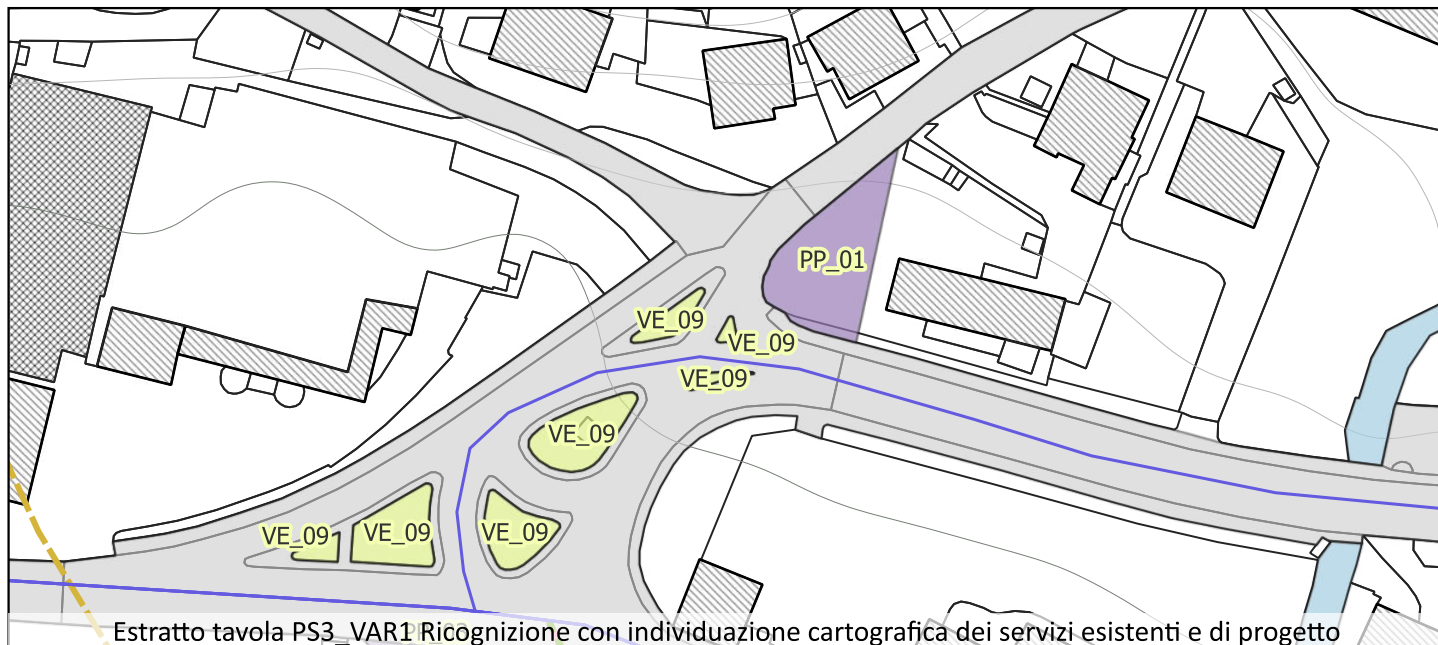 PP_01
VE_09
VE_09
VE_09
VE_09
VE_09
VE_09
VE_09
Estratto tavola PS3_VAR1 Ricognizione con individuazione cartografica dei servizi esistenti e di progetto